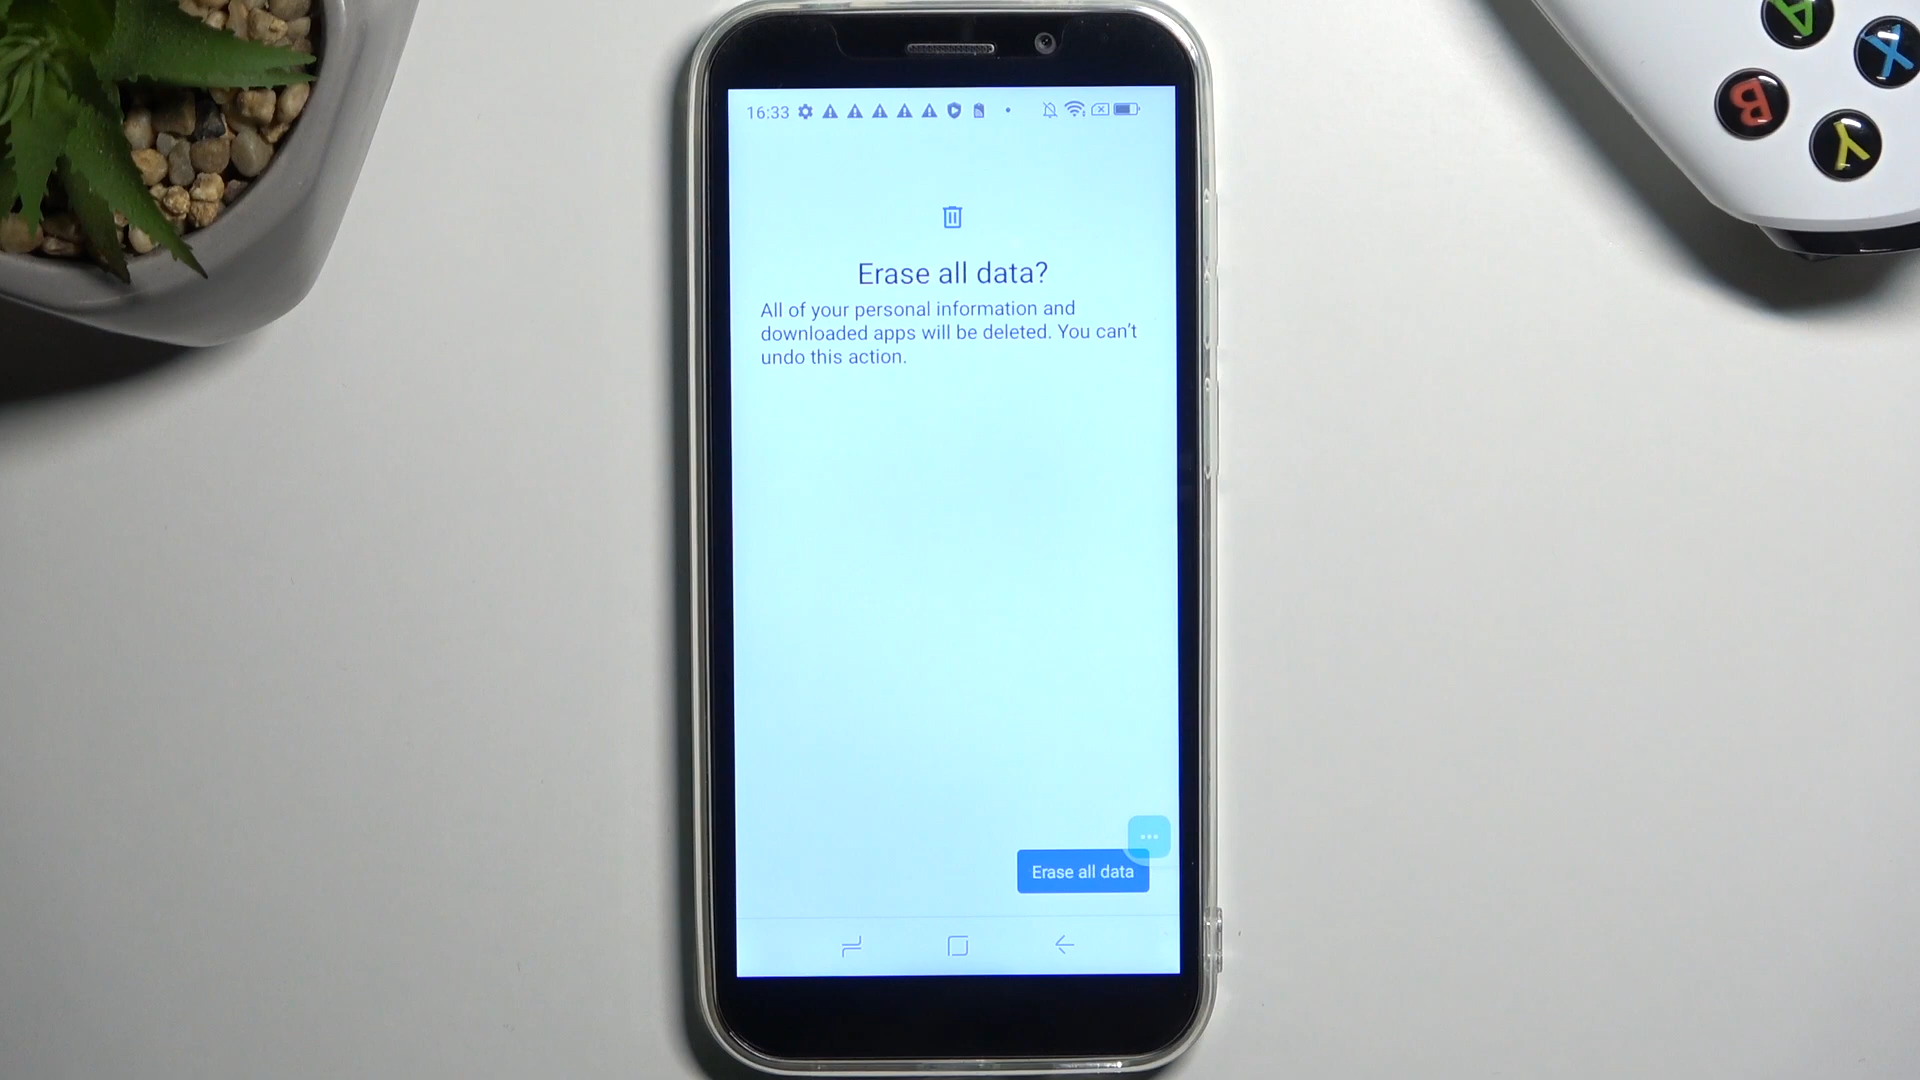 16:33
Erase all data?
All of your personal information and
downloaded apps will be deleted. You can't
undo this action.
Erase all data
A
X
B
Y